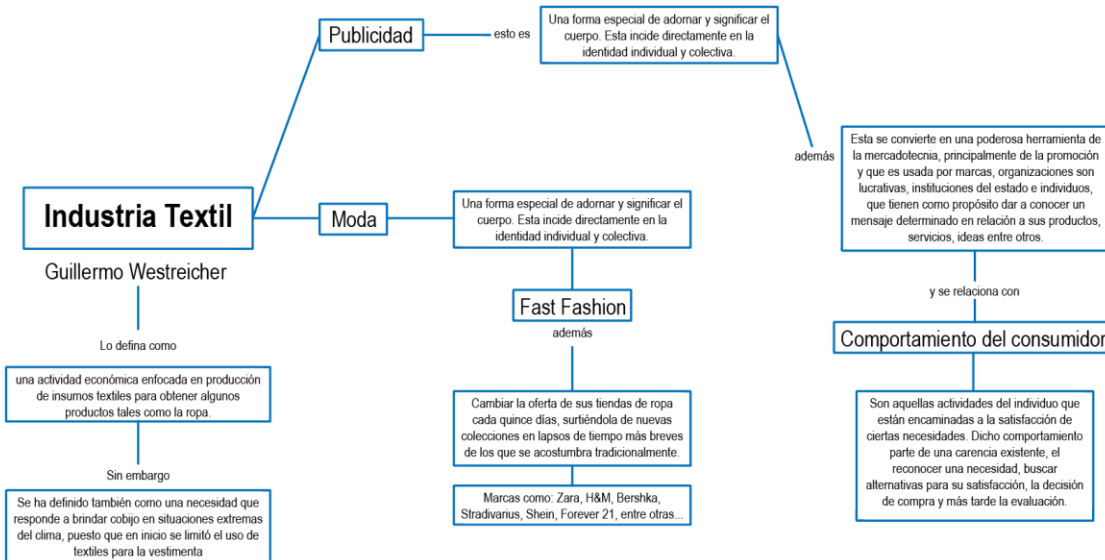 Publicidad
esto es
Una forma especial de adornar y significar el
cuerpo. Esta incide directamente en la
identidad individual y colectiva.
además
Esta se convierte en una poderosa herramienta de
la mercadotecnia, principalmente de la promoción
y que es usada por marcas, organizaciones son
lucrativas, instituciones del estado e individuos,
que tienen como propósito dar a conocer un
mensaje determinado en relación a sus productos,
servicios, ideas entre otros.
y se relaciona con
Comportamiento del consumidor
Son aquellas actividades del individuo que
están encaminadas a la satisfacción de
ciertas necesidades. Dicho comportamiento
parte de una carencia existente, el
reconocer una necesidad, buscar
alternativas para su satisfacción, la decisión
de compra y más tarde la evaluación.
Industria Textil
Moda
Una forma especial de adornar y significar el
cuerpo. Esta incide directamente en la
identidad individual y colectiva.
Fast Fashion
además
Cambiar la oferta de sus tiendas de ropa
cada quince días, surtiéndola de nuevas
colecciones en lapsos de tiempo más breves
de los que se acostumbra tradicionalmente.
Marcas como: Zara, H&M, Bershka,
Stradivarius, Shein, Forever 21, entre otras...
Guillermo Westreicher
Lo defina como
una actividad económica enfocada en producción
de insumos textiles para obtener algunos
productos tales como la ropa.
Sin embargo
Se ha definido también como una necesidad que
responde a brindar cobijo en situaciones extremas
del clima, puesto que en inicio se limitó el uso de
textiles para la vestimenta